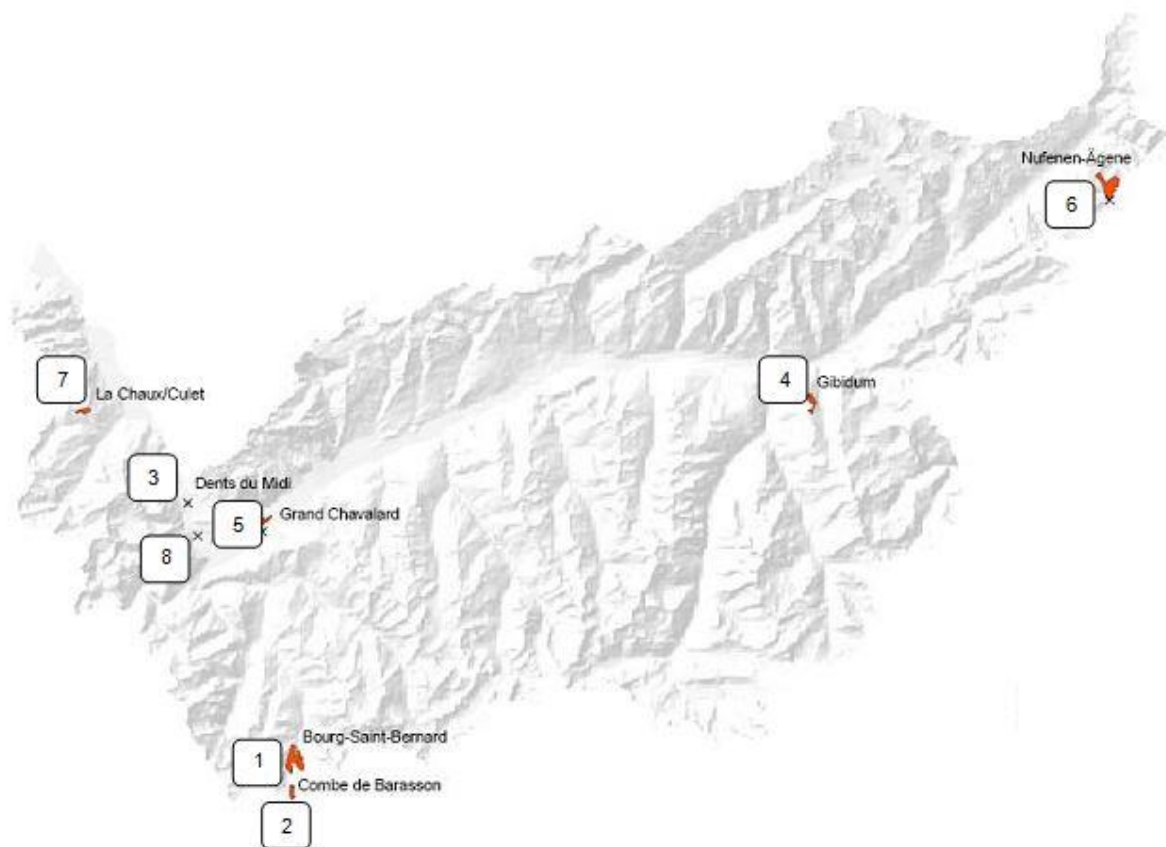 Nufenen-Ägene
6
7
La Chaux/Culet
4
Gibidum
3
Dents du Midi
5
Grand Chavalard
8
Bourg-Saint-Bernard
1
Combe de Barasson
2